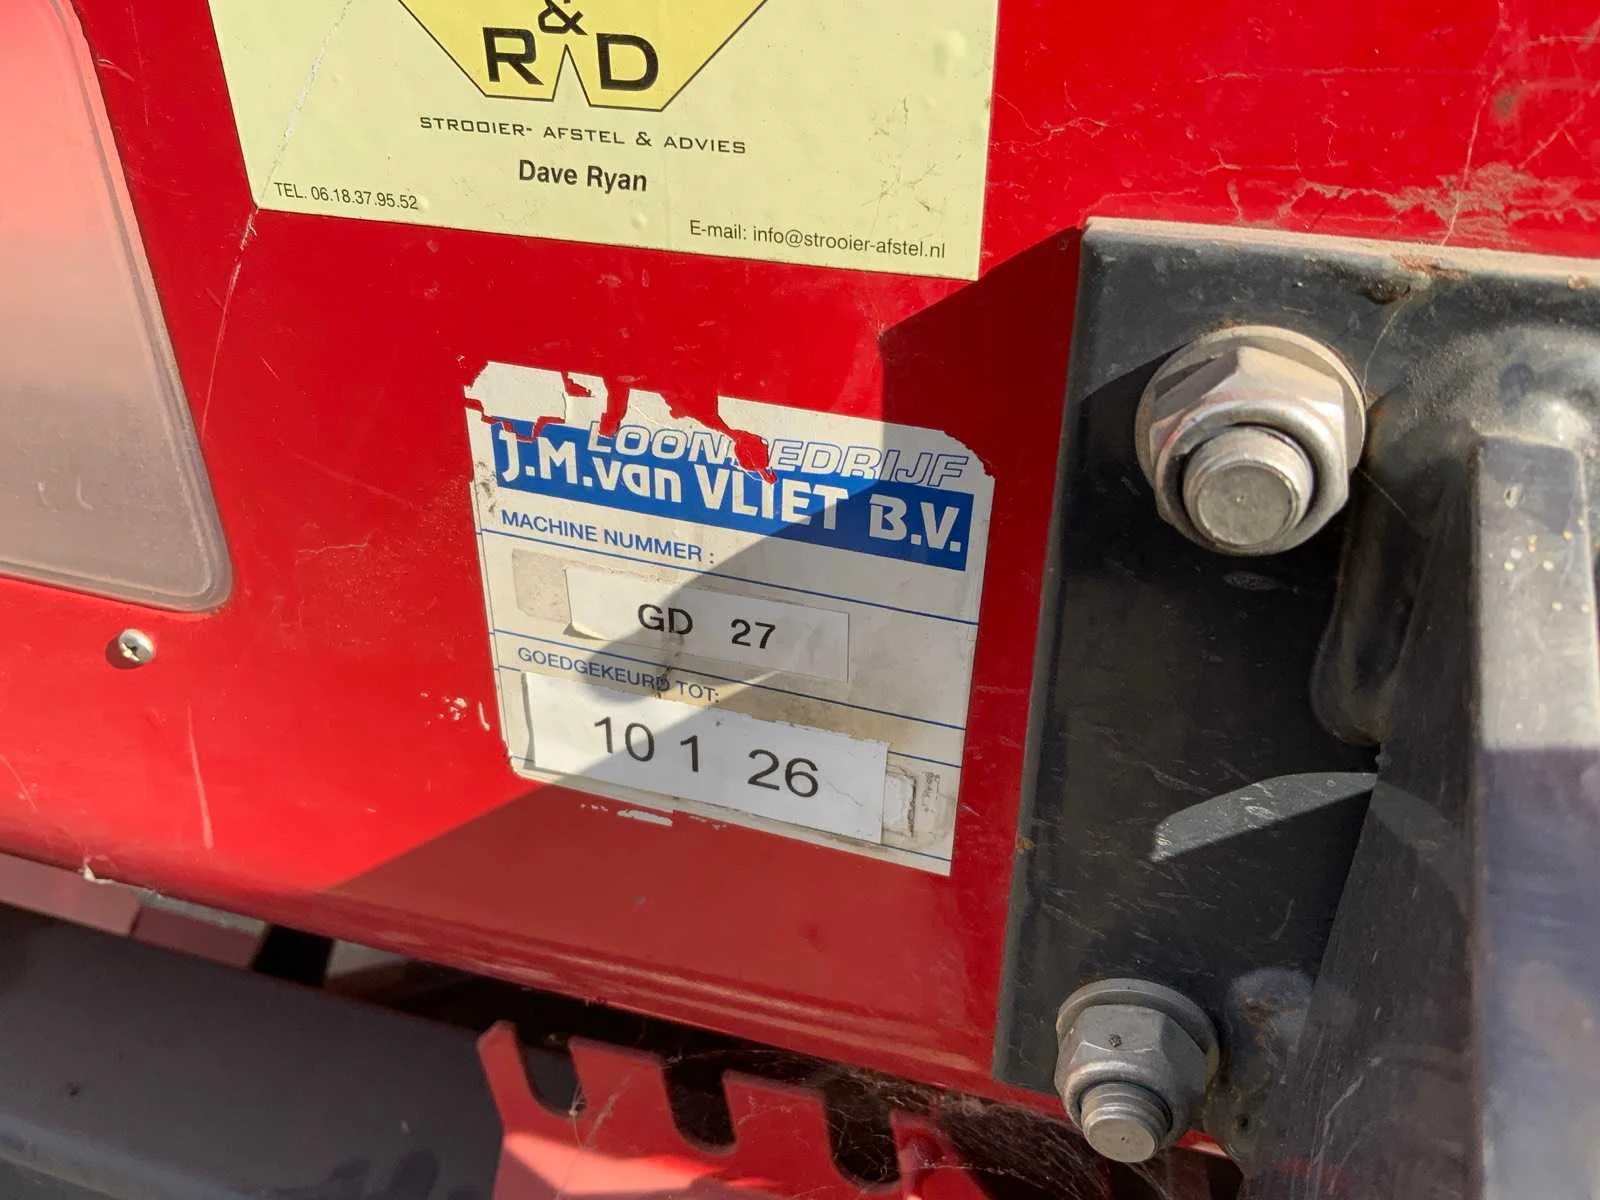 &
R D
STROOIER- AFSTEL & ADVIES
Dave Ryan
TEL. 06.18.37.95.52
E-mail: info@strooier-afstel.nl
LOONBEDRIJF
J.M.van VLIET B.V.
MACHINE NUMMER :
GD 27
GOEDGEKEURD TOT:
10 1 26